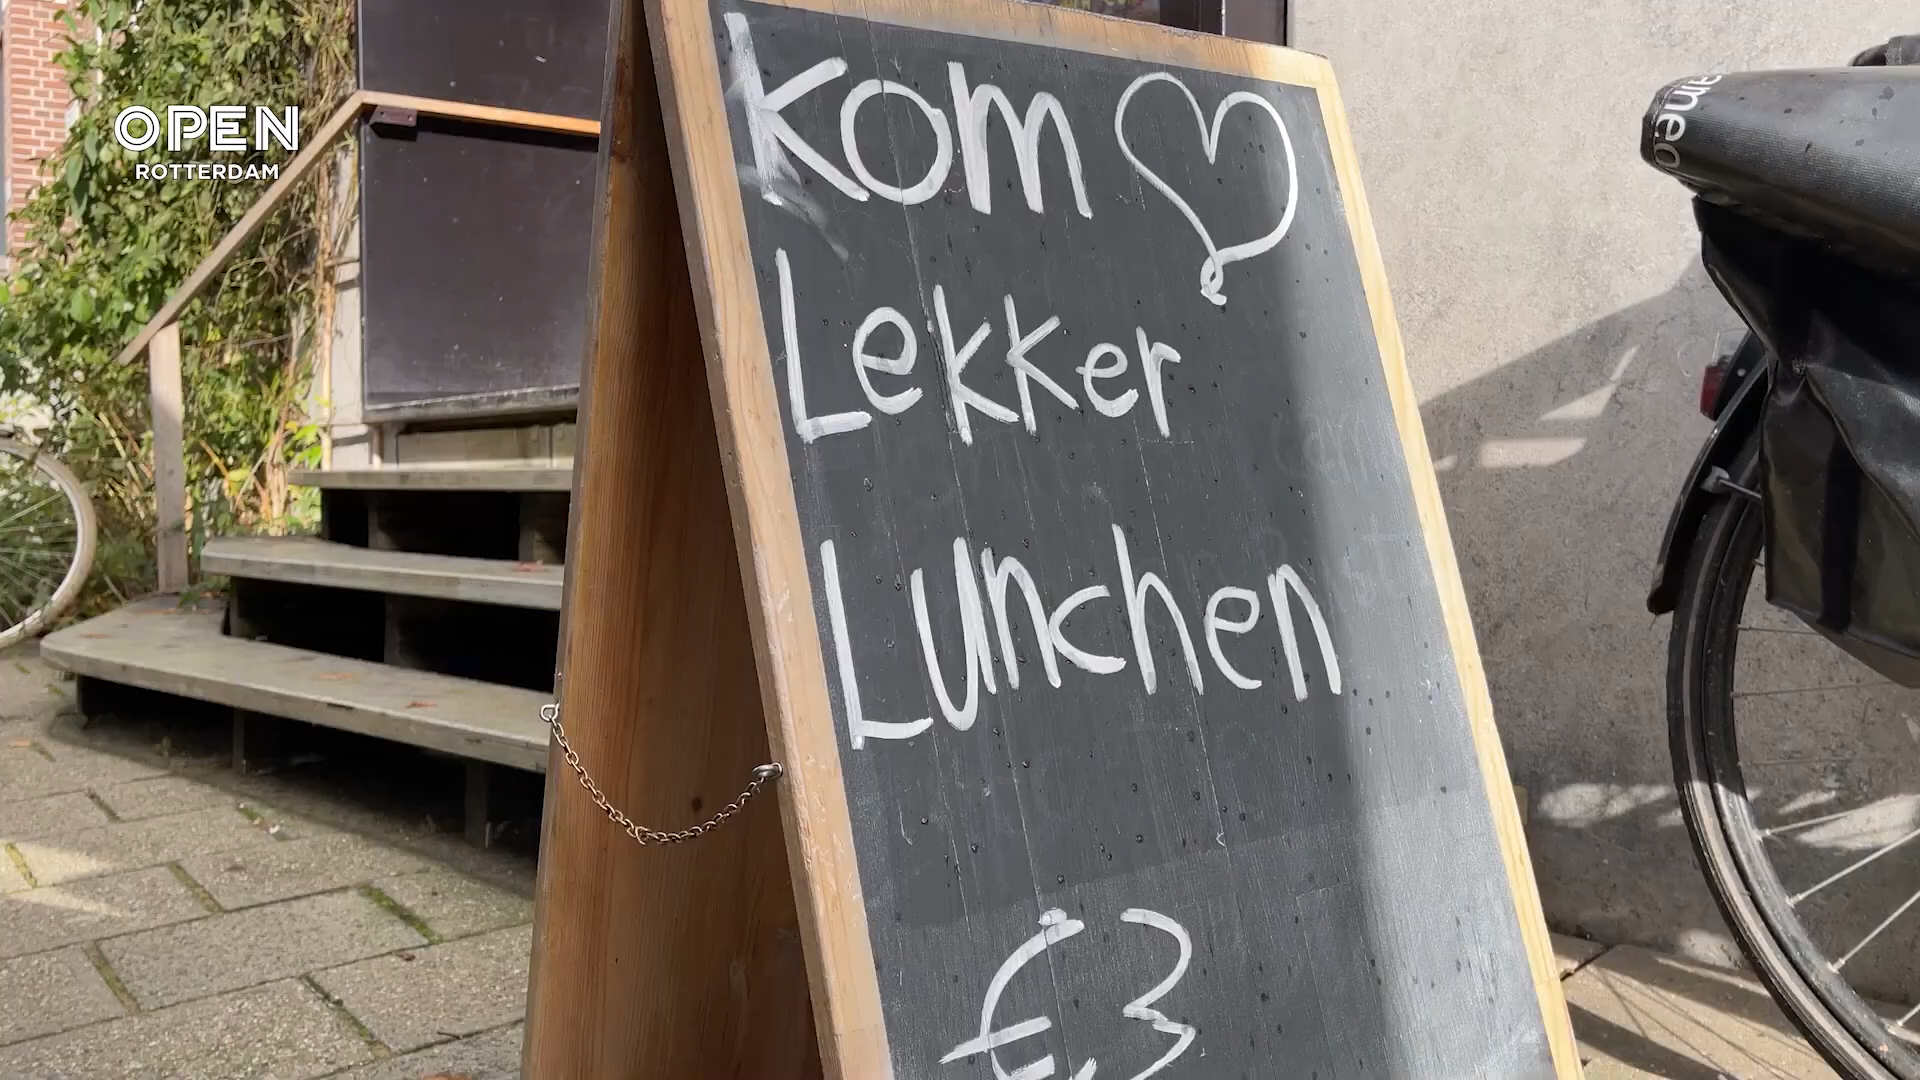 OPEN
ROTTERDAM
Kom
Lekker
Lunchen
€3